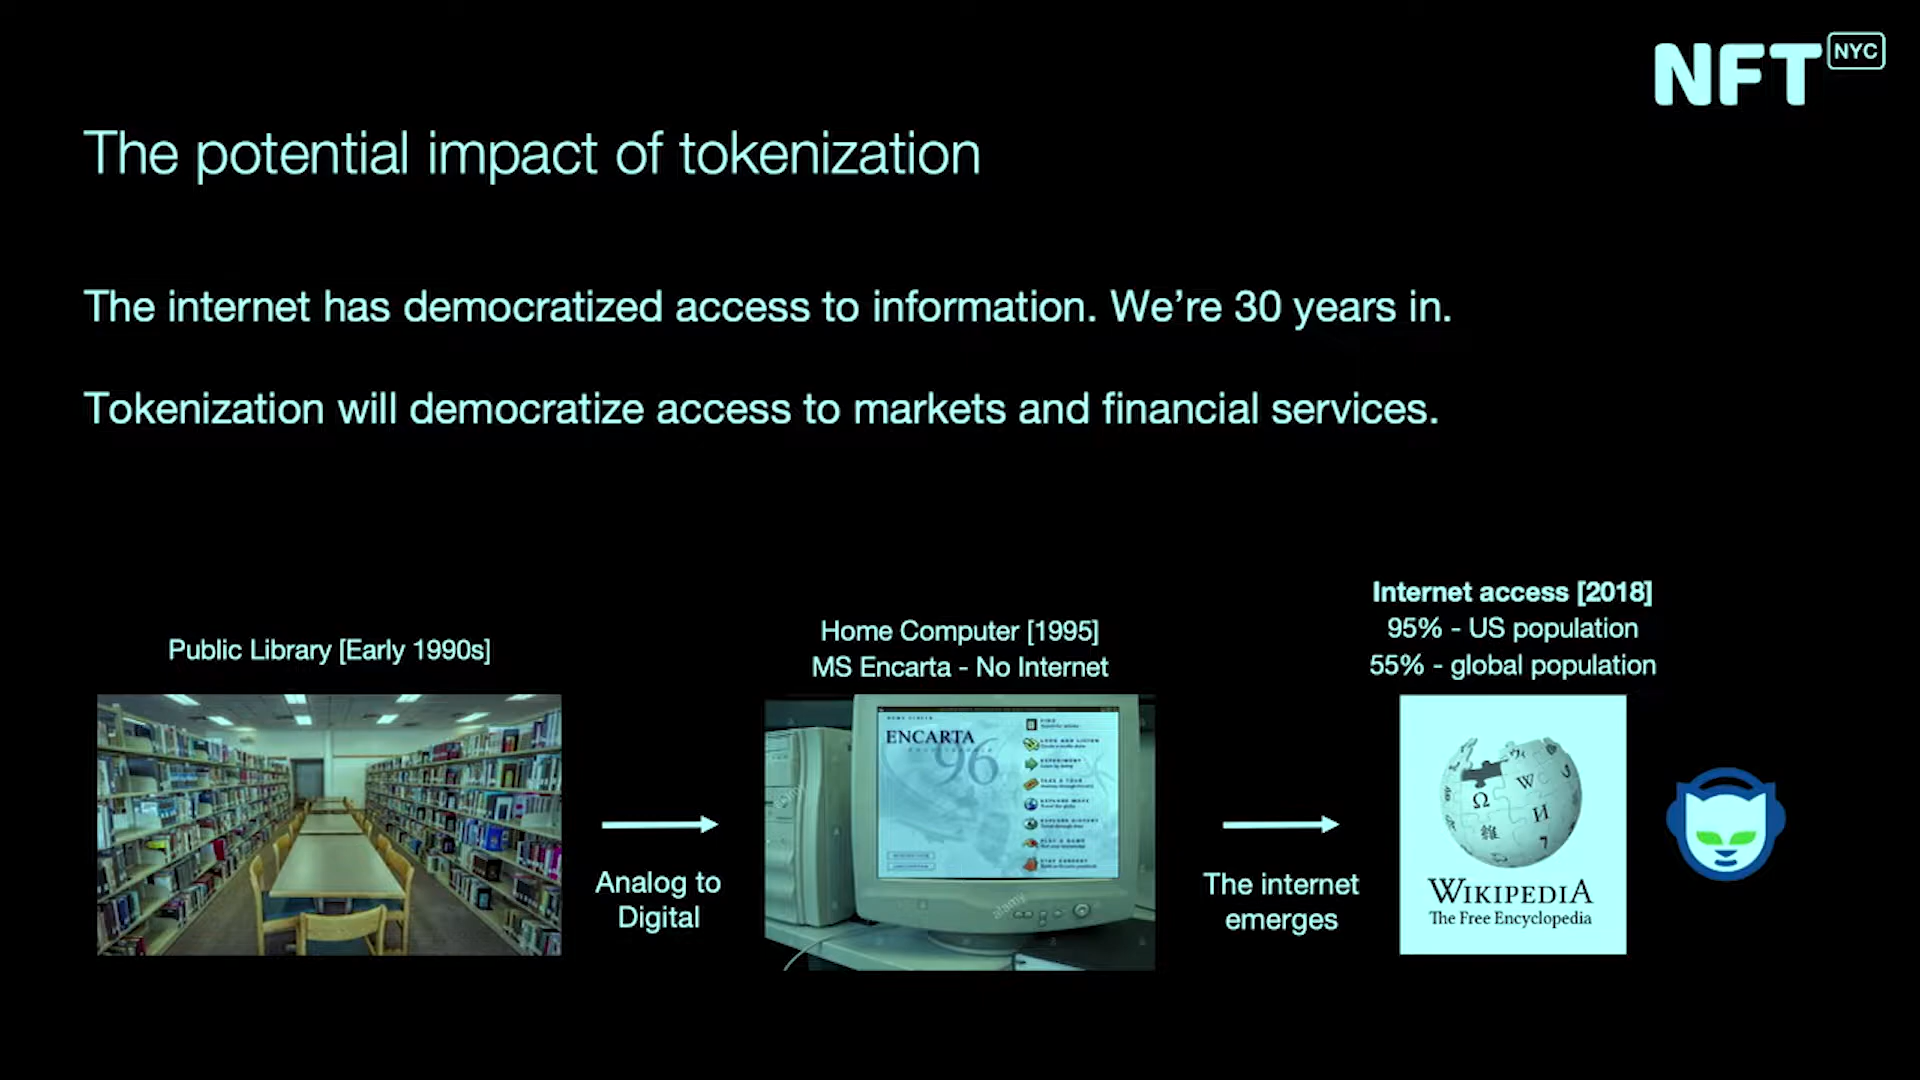 NFT NYC
The potential impact of tokenization
The internet has democratized access to information. We're 30 years in.
Tokenization will democratize access to markets and financial services.
Public Library [Early 1990s]
Analog to
Digital
Home Computer [1995]
MS Encarta - No Internet
ENCARTA
96
alamy
The internet
emerges
Internet access [2018]
95% - US population
55% - global population
Ω W И
維 7
WIKIPEDIA
The Free Encyclopedia